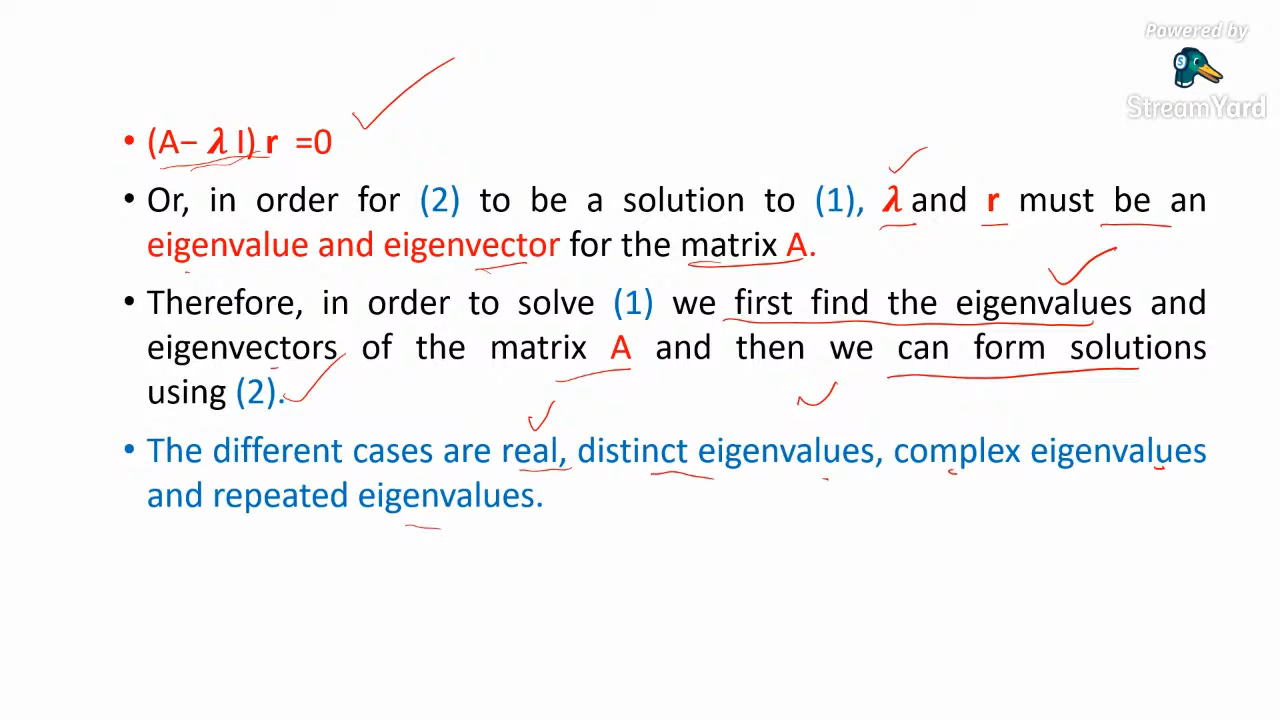 Powered by
StreamYard
• (A− λ I) r =0
• Or, in order for (2) to be a solution to (1), λ and r must be an
eigenvalue and eigenvector for the matrix A.
• Therefore, in order to solve (1) we first find the eigenvalues and
eigenvectors of the matrix A and then we can form solutions
using (2).
• The different cases are real, distinct eigenvalues, complex eigenvalues
and repeated eigenvalues.